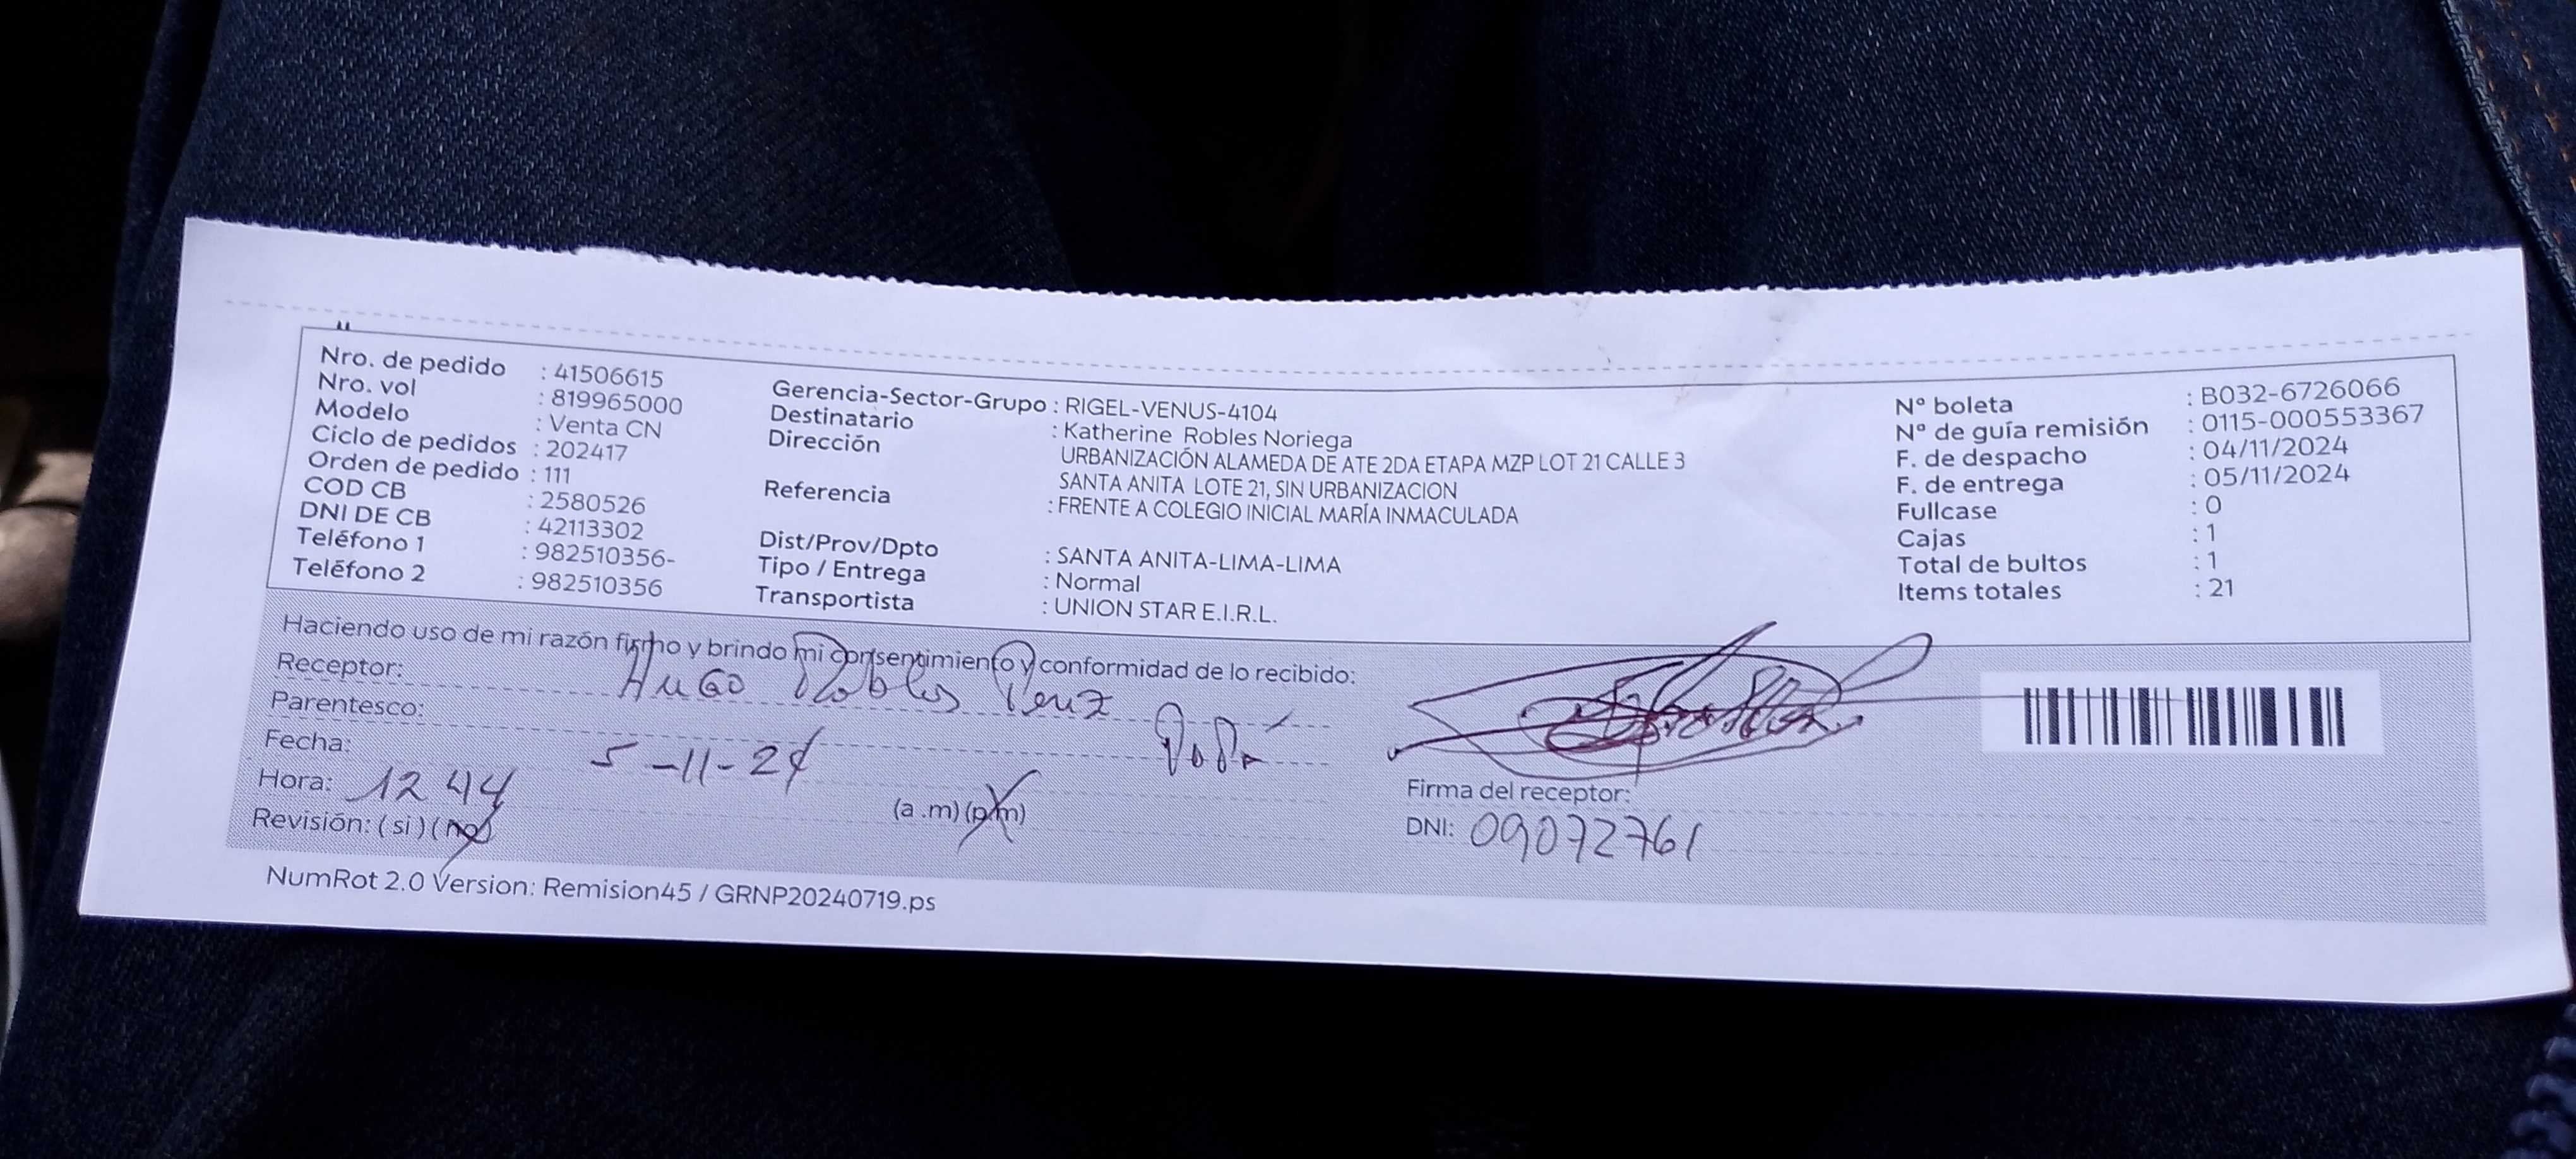 Nro. de pedido : 41506615
Nro. vol : 819965000
Modelo : Venta CN
Ciclo de pedidos : 202417
Orden de pedido : 111
COD CB : 2580526
DNI DE CB : 42113302
Teléfono 1 : 982510356-
Teléfono 2 : 982510356
Gerencia-Sector-Grupo : RIGEL-VENUS-4104
Destinatario : Katherine Robles Noriega
Dirección URBANIZACIÓN ALAMEDA DE ATE 2DA ETAPA MZP LOT 21 CALLE 3
SANTA ANITA LOTE 21, SIN URBANIZACION
Referencia : FRENTE A COLEGIO INICIAL MARÍA INMACULADA
Dist/Prov/Dpto : SANTA ANITA-LIMA-LIMA
Tipo / Entrega : Normal
Transportista : UNION STAR E.I.R.L.
N° boleta : B032-6726066
N° de guía remisión : 0115-000553367
F. de despacho : 04/11/2024
F. de entrega : 05/11/2024
Fullcase : 0
Cajas : 1
Total de bultos : 1
Items totales : 21
Haciendo uso de mi razón firmo y brindo mi consentimiento y conformidad de lo recibido:
Receptor: Hugo Robles
Parentesco: Papá
Fecha: 5-11-24
Hora: 12 44 (a.m) (p.m)
Revisión: (si) (no)
Firma del receptor:
DNI: 09072761
NumRot 2.0 Version: Remision45 / GRNP20240719.ps